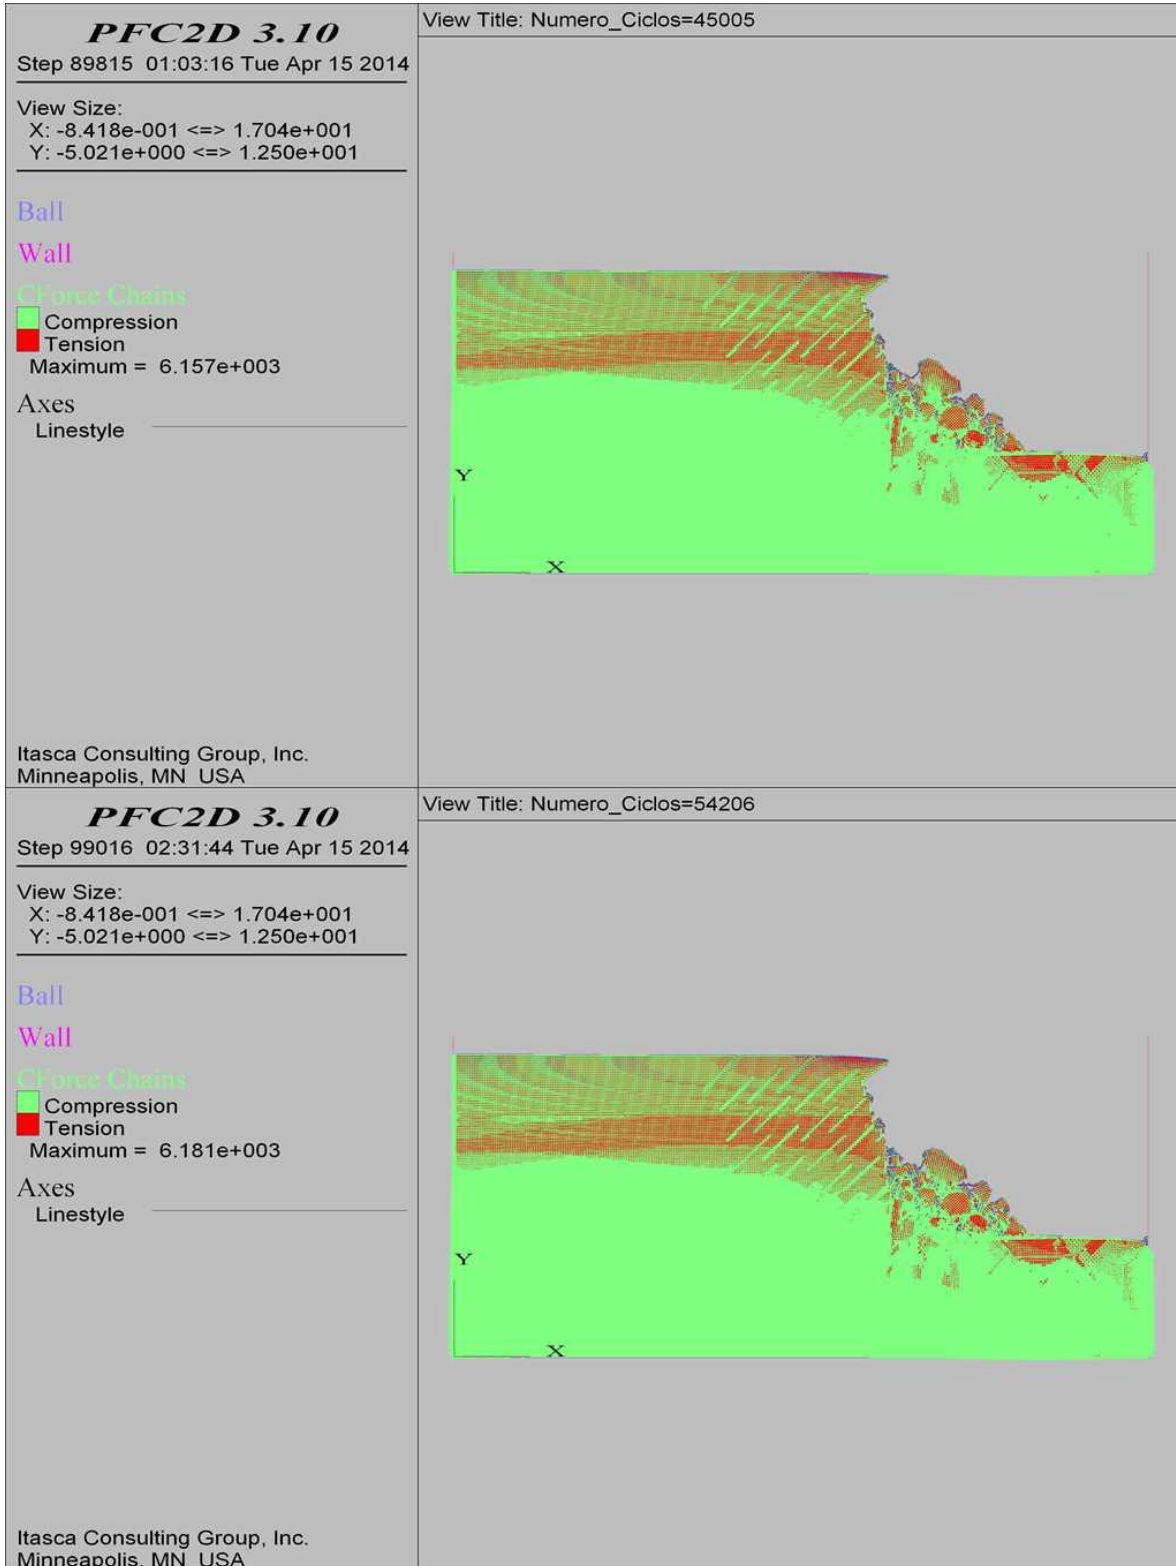 PFC2D 3.10
Step 89815 01:03:16 Tue Apr 15 2014
View Size:
X: -8.418e-001 <=> 1.704e+001
Y: -5.021e+000 <=> 1.250e+001
Ball
Wall
CForce Chains
Compression
Tension
Maximum = 6.157e+003
Axes
Linestyle
Itasca Consulting Group, Inc.
Minneapolis, MN USA
View Title: Numero_Ciclos=45005
Y
X
PFC2D 3.10
Step 99016 02:31:44 Tue Apr 15 2014
View Size:
X: -8.418e-001 <=> 1.704e+001
Y: -5.021e+000 <=> 1.250e+001
Ball
Wall
CForce Chains
Compression
Tension
Maximum = 6.181e+003
Axes
Linestyle
Itasca Consulting Group, Inc.
Minneapolis, MN USA
View Title: Numero_Ciclos=54206
Y
X